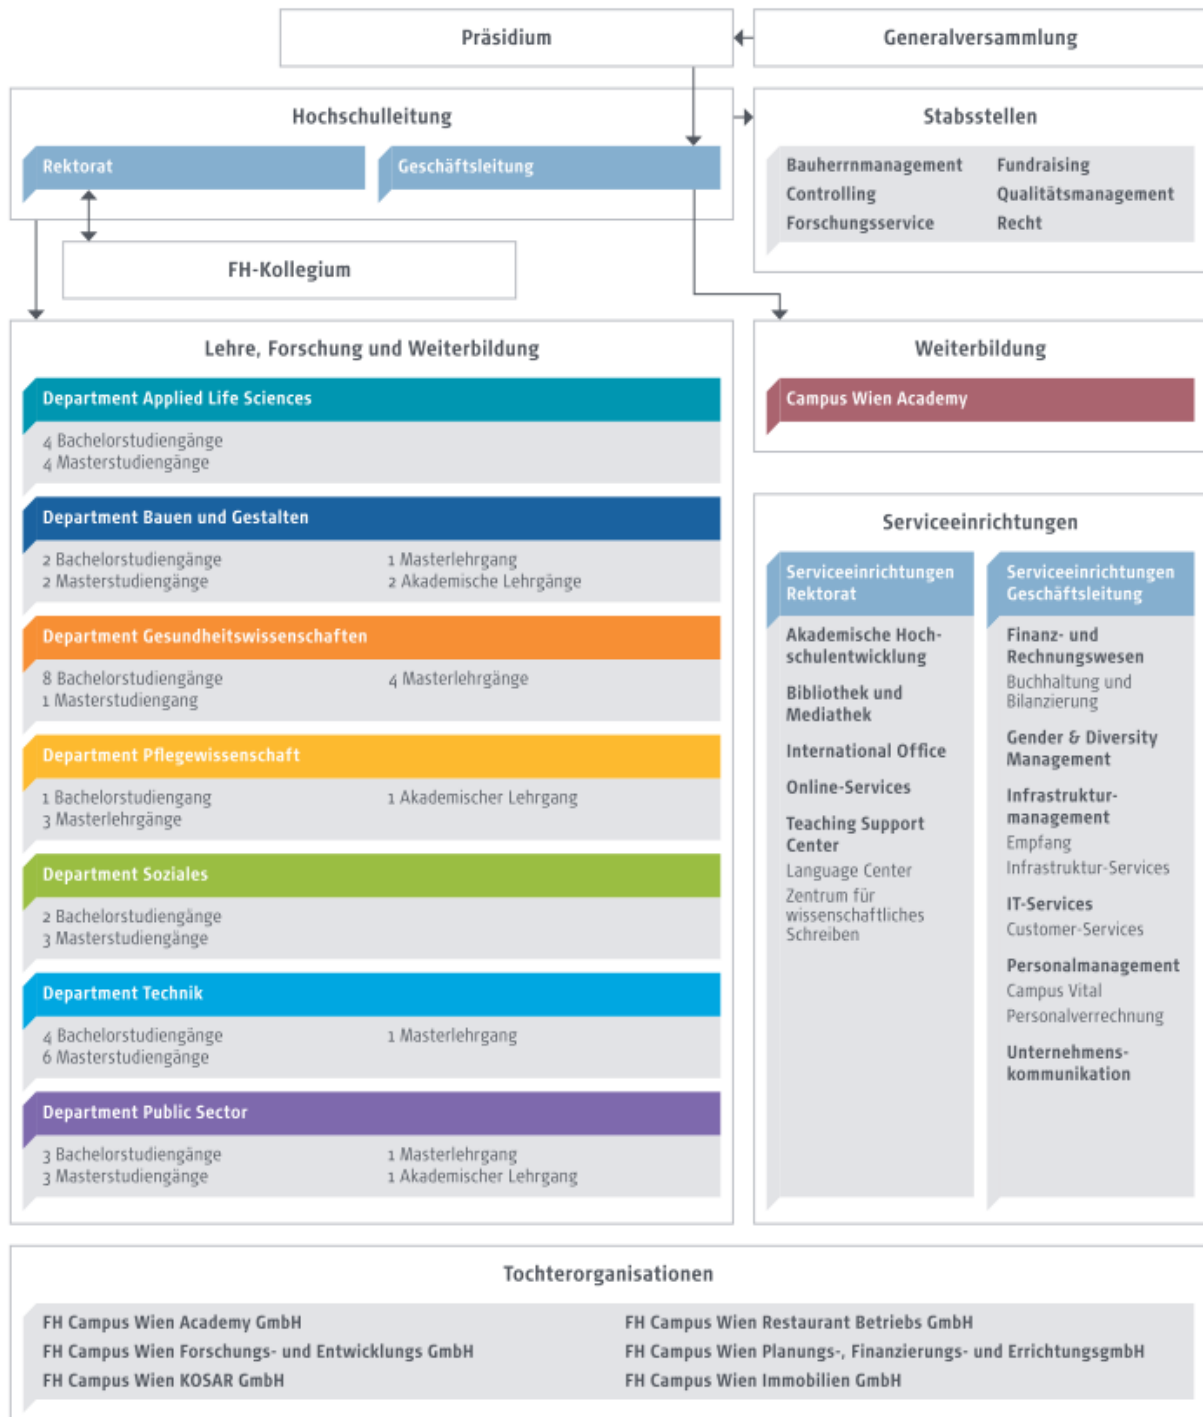 Präsidium
Generalversammlung
Hochschulleitung
Rektorat
Geschäftsleitung
Stabsstellen
Bauherrnmanagement
Controlling
Forschungsservice
Fundraising
Qualitätsmanagement
Recht
FH-Kollegium
Lehre, Forschung und Weiterbildung
Department Applied Life Sciences
4 Bachelorstudiengänge
4 Masterstudiengänge
Department Bauen und Gestalten
2 Bachelorstudiengänge
2 Masterstudiengänge
1 Masterlehrgang
2 Akademische Lehrgänge
Department Gesundheitswissenschaften
8 Bachelorstudiengänge
1 Masterstudiengang
4 Masterlehrgänge
Department Pflegewissenschaft
1 Bachelorstudiengang
3 Masterlehrgänge
1 Akademischer Lehrgang
Department Soziales
2 Bachelorstudiengänge
3 Masterstudiengänge
Department Technik
4 Bachelorstudiengänge
6 Masterstudiengänge
1 Masterlehrgang
Department Public Sector
3 Bachelorstudiengänge
3 Masterstudiengänge
1 Masterlehrgang
1 Akademischer Lehrgang
Weiterbildung
Campus Wien Academy
Serviceeinrichtungen
Serviceeinrichtungen
Rektorat
Akademische Hoch-
schulentwicklung
Bibliothek und
Mediathek
International Office
Online-Services
Teaching Support
Center
Language Center
Zentrum für
wissenschaftliches
Schreiben
Serviceeinrichtungen
Geschäftsleitung
Finanz- und
Rechnungswesen
Buchhaltung und
Bilanzierung
Gender & Diversity
Management
Infrastruktur-
management
Empfang
Infrastruktur-Services
IT-Services
Customer-Services
Personalmanagement
Campus Vital
Personalverrechnung
Unternehmens-
kommunikation
Tochterorganisationen
FH Campus Wien Academy GmbH
FH Campus Wien Forschungs- und Entwicklungs GmbH
FH Campus Wien KOSAR GmbH
FH Campus Wien Restaurant Betriebs GmbH
FH Campus Wien Planungs-, Finanzierungs- und ErrichtungsgmbH
FH Campus Wien Immobilien GmbH